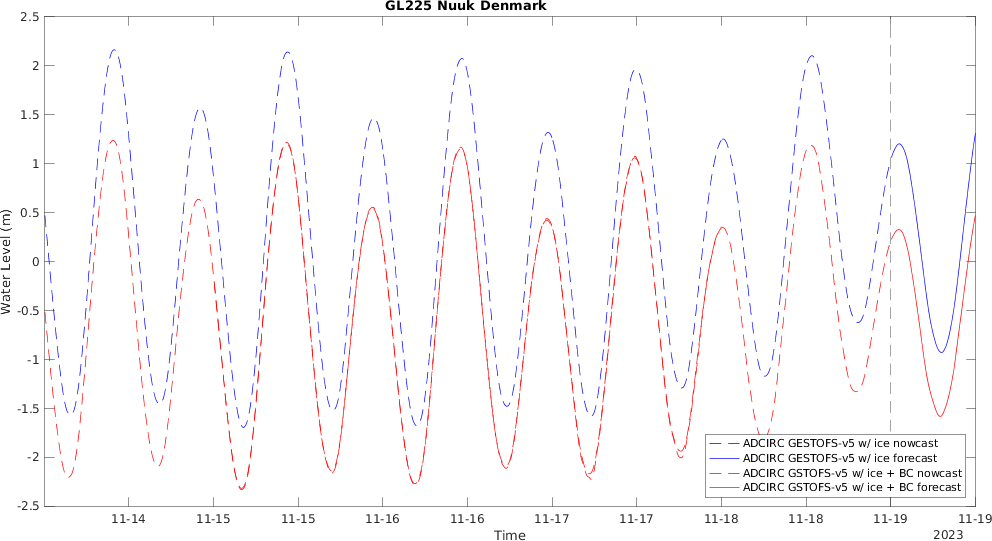 GL225 Nuuk Denmark
Water Level (m)
2.5
2
1.5
1
0.5
0
-0.5
-1
-1.5
-2
-2.5
ADCIRC GESTOFS-v5 w/ ice nowcast
ADCIRC GESTOFS-v5 w/ ice forecast
ADCIRC GSTOFS-v5 w/ ice + BC nowcast
ADCIRC GSTOFS-v5 w/ ice + BC forecast
11-14 11-15 11-15 11-16 11-16 11-17 11-17 11-18 11-18 11-19 11-19
Time
2023